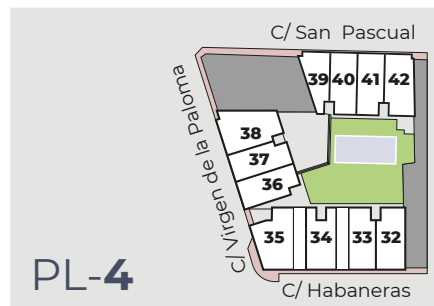 C/ San Pascual
39 40 41 42
C/ Virgen de la Paloma
38
37
36
35 34 33 32
PL-4
C/ Habaneras